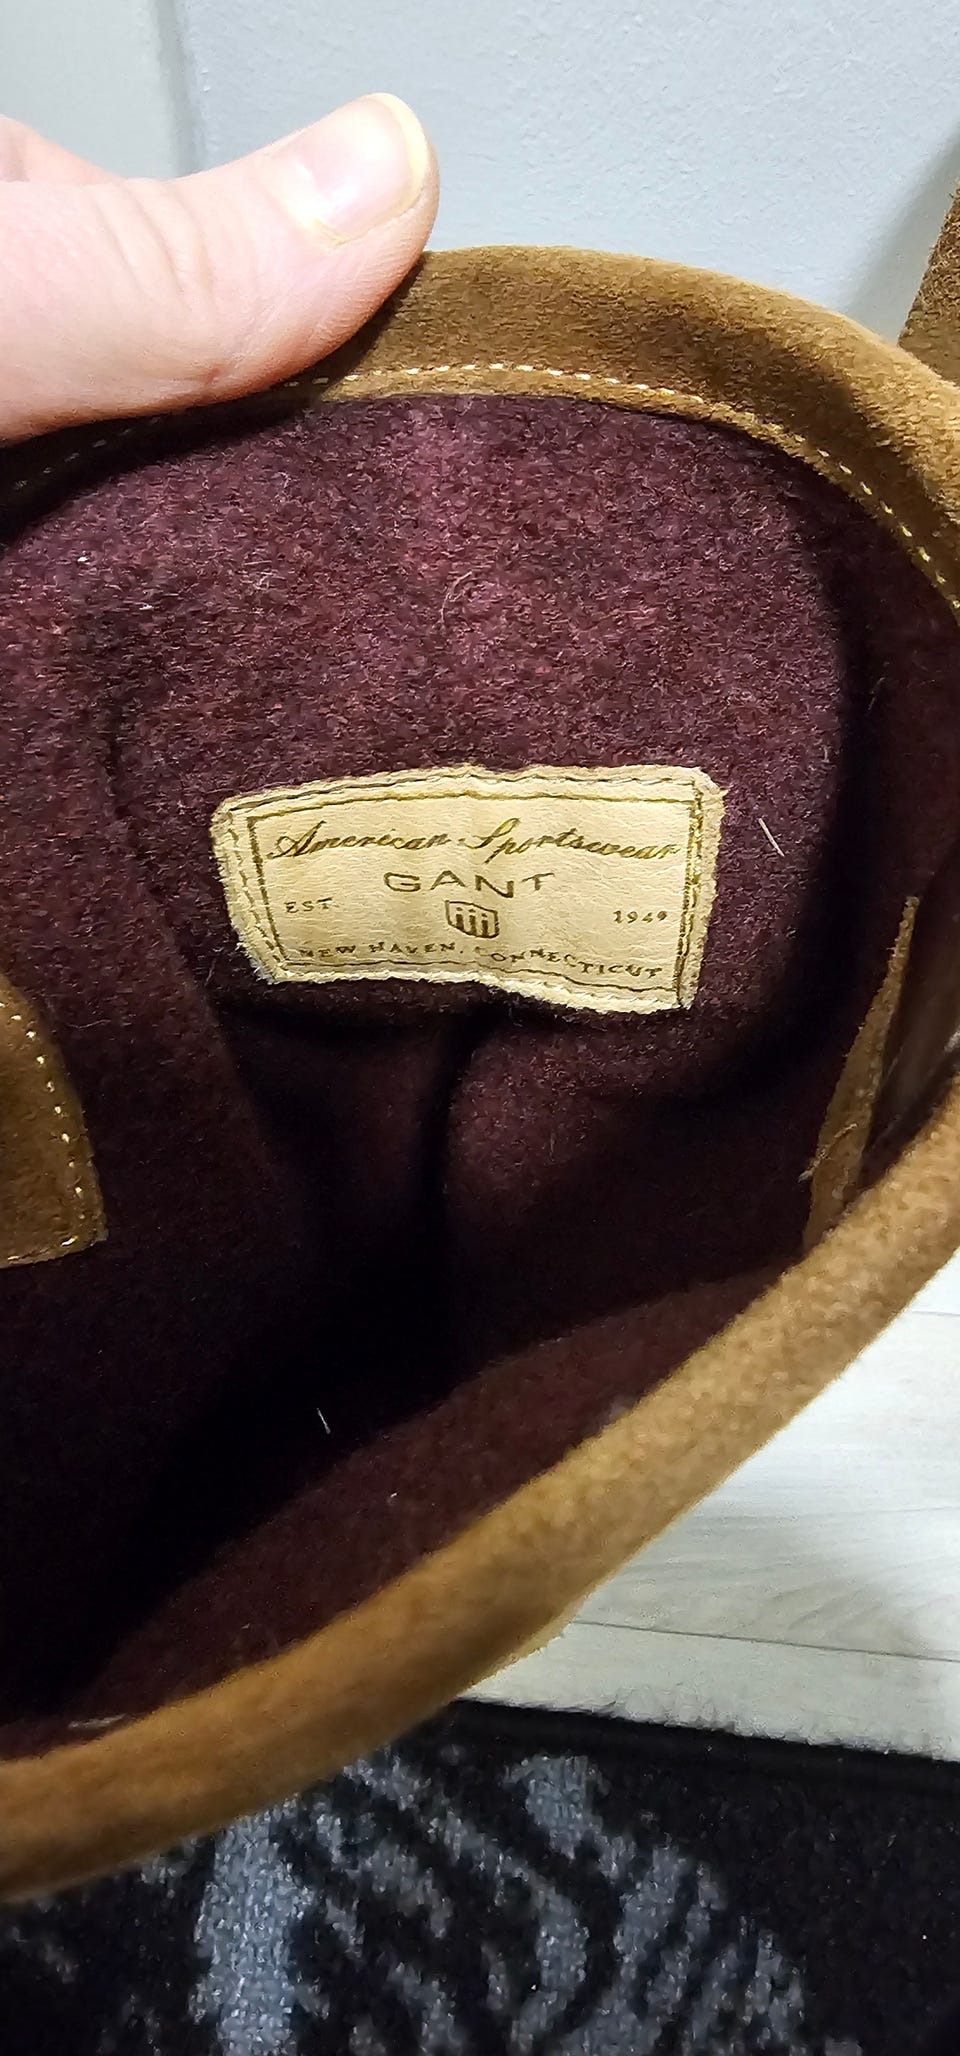 American Sportswear
GANT
EST. 1949
NEW HAVEN, CONNECTICUT